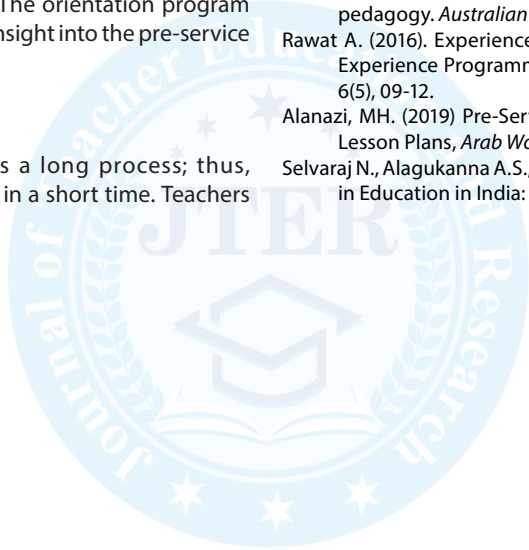 The orientation program
nsight into the pre-service
s a long process; thus,
in a short time. Teachers
pedagogy. Australian
Rawat A. (2016). Experience
Experience Programm
6(5), 09-12.
Alanazi, MH. (2019) Pre-Ser
Lesson Plans, Arab Wo
Selvaraj N., Alagukanna A.S.,
in Education in India:
Journal of Teacher Education and Research
JTER